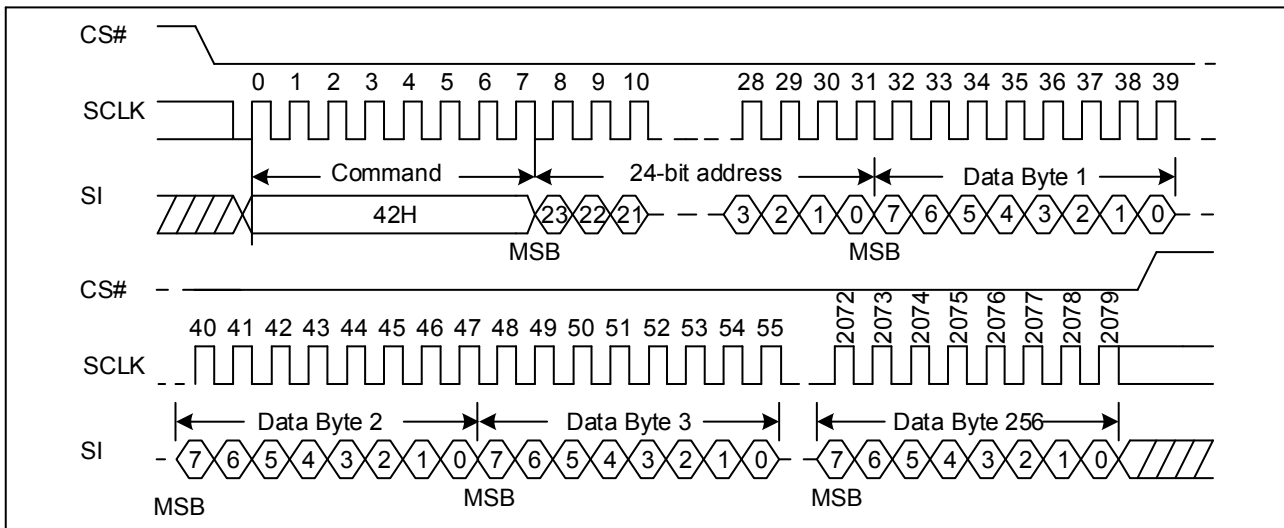 CS#
0 1 2 3 4 5 6 7 8 9 10 28 29 30 31 32 33 34 35 36 37 38 39
SCLK
Command 24-bit address Data Byte 1
SI
42H 23 22 21 3 2 1 0 7 6 5 4 3 2 1 0
MSB MSB
CS#
40 41 42 43 44 45 46 47 48 49 50 51 52 53 54 55 2072 2073 2074 2075 2076 2077 2078 2079
SCLK
Data Byte 2 Data Byte 3 Data Byte 256
SI
7 6 5 4 3 2 1 0 7 6 5 4 3 2 1 0 7 6 5 4 3 2 1 0
MSB MSB MSB